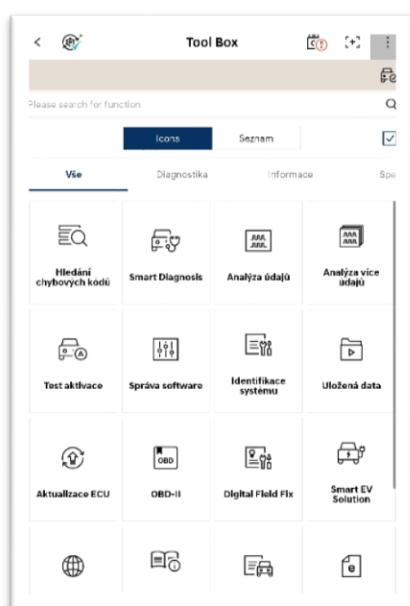 Tool Box
Please search for function
Icons
Seznam
Vše
Diagnostika
Informace
Spe
Hledání
chybových kódů
Smart Diagnosis
Analýza údajů
Analýza více
údajů
Test aktivace
Správa software
Identifikace
systému
Uložená data
Aktualizace ECU
OBD
OBD-II
Digital Field Fix
Smart EV
Solution